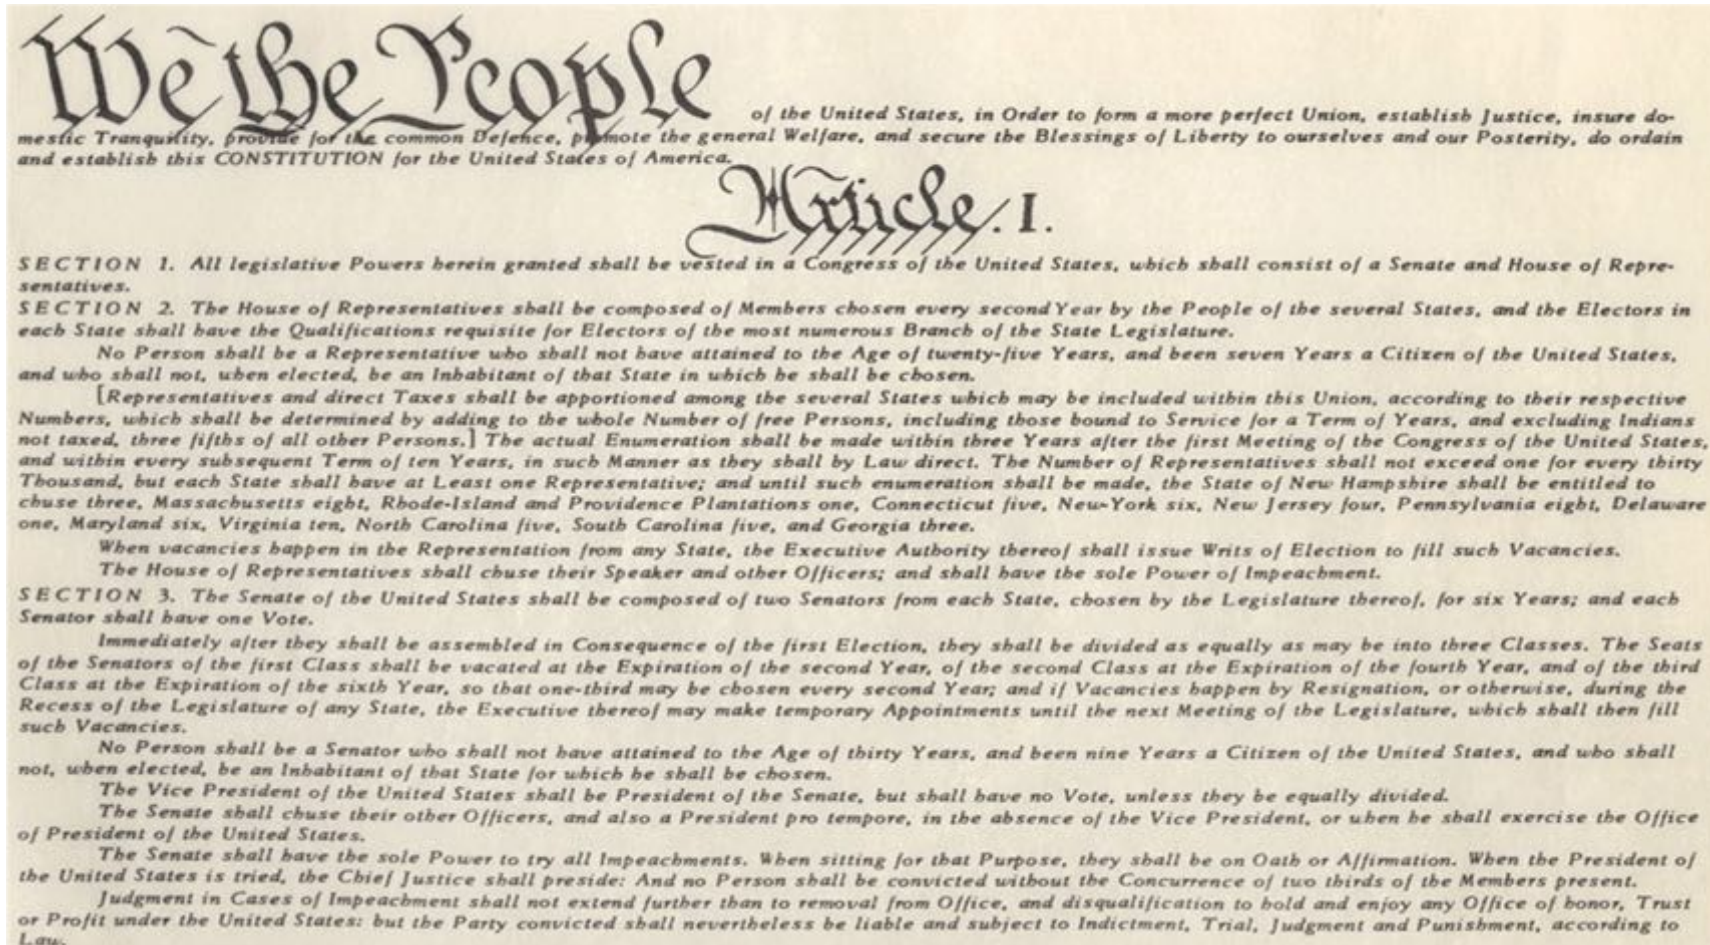 We the People of the United States, in Order to form a more perfect Union, establish Justice, insure do-
mestic Tranquility, provide for the common Defence, promote the general Welfare, and secure the Blessings of Liberty to ourselves and our Posterity, do ordain
and establish this CONSTITUTION for the United States of America.
Article. I.
SECTION 1. All legislative Powers herein granted shall be vested in a Congress of the United States, which shall consist of a Senate and House of Repre-
sentatives.
SECTION 2. The House of Representatives shall be composed of Members chosen every second Year by the People of the several States, and the Electors in
each State shall have the Qualifications requisite for Electors of the most numerous Branch of the State Legislature.
No Person shall be a Representative who shall not have attained to the Age of twenty-five Years, and been seven Years a Citizen of the United States,
and who shall not, when elected, be an Inhabitant of that State in which he shall be chosen.
[Representatives and direct Taxes shall be apportioned among the several States which may be included within this Union, according to their respective
Numbers, which shall be determined by adding to the whole Number of free Persons, including those bound to Service for a Term of Years, and excluding Indians
not taxed, three fifths of all other Persons.] The actual Enumeration shall be made within three Years after the first Meeting of the Congress of the United States,
and within every subsequent Term of ten Years, in such Manner as they shall by Law direct. The Number of Representatives shall not exceed one for every thirty
Thousand, but each State shall have at Least one Representative; and until such enumeration shall be made, the State of New Hampshire shall be entitled to
chuse three, Massachusetts eight, Rhode-Island and Providence Plantations one, Connecticut five, New-York six, New Jersey four, Pennsylvania eight, Delaware
one, Maryland six, Virginia ten, North Carolina five, South Carolina five, and Georgia three.
When vacancies happen in the Representation from any State, the Executive Authority thereof shall issue Writs of Election to fill such Vacancies.
The House of Representatives shall chuse their Speaker and other Officers; and shall have the sole Power of Impeachment.
SECTION 3. The Senate of the United States shall be composed of two Senators from each State, chosen by the Legislature thereof, for six Years; and each
Senator shall have one Vote.
Immediately after they shall be assembled in Consequence of the first Election, they shall be divided as equally as may be into three Classes. The Seats
of the Senators of the first Class shall be vacated at the Expiration of the second Year, of the second Class at the Expiration of the fourth Year, and of the third
Class at the Expiration of the sixth Year, so that one-third may be chosen every second Year; and if Vacancies happen by Resignation, or otherwise, during the
Recess of the Legislature of any State, the Executive thereof may make temporary Appointments until the next Meeting of the Legislature, which shall then fill
such Vacancies.
No Person shall be a Senator who shall not have attained to the Age of thirty Years, and been nine Years a Citizen of the United States, and who shall
not, when elected, be an Inhabitant of that State for which he shall be chosen.
The Vice President of the United States shall be President of the Senate, but shall have no Vote, unless they be equally divided.
The Senate shall chuse their other Officers, and also a President pro tempore, in the absence of the Vice President, or when he shall exercise the Office
of President of the United States.
The Senate shall have the sole Power to try all Impeachments. When sitting for that Purpose, they shall be on Oath or Affirmation. When the President of
the United States is tried, the Chief Justice shall preside: And no Person shall be convicted without the Concurrence of two thirds of the Members present.
Judgment in Cases of Impeachment shall not extend further than to removal from Office, and disqualification to hold and enjoy any Office of honor, Trust
or Profit under the United States: but the Party convicted shall nevertheless be liable and subject to Indictment, Trial, Judgment and Punishment, according to
Law.